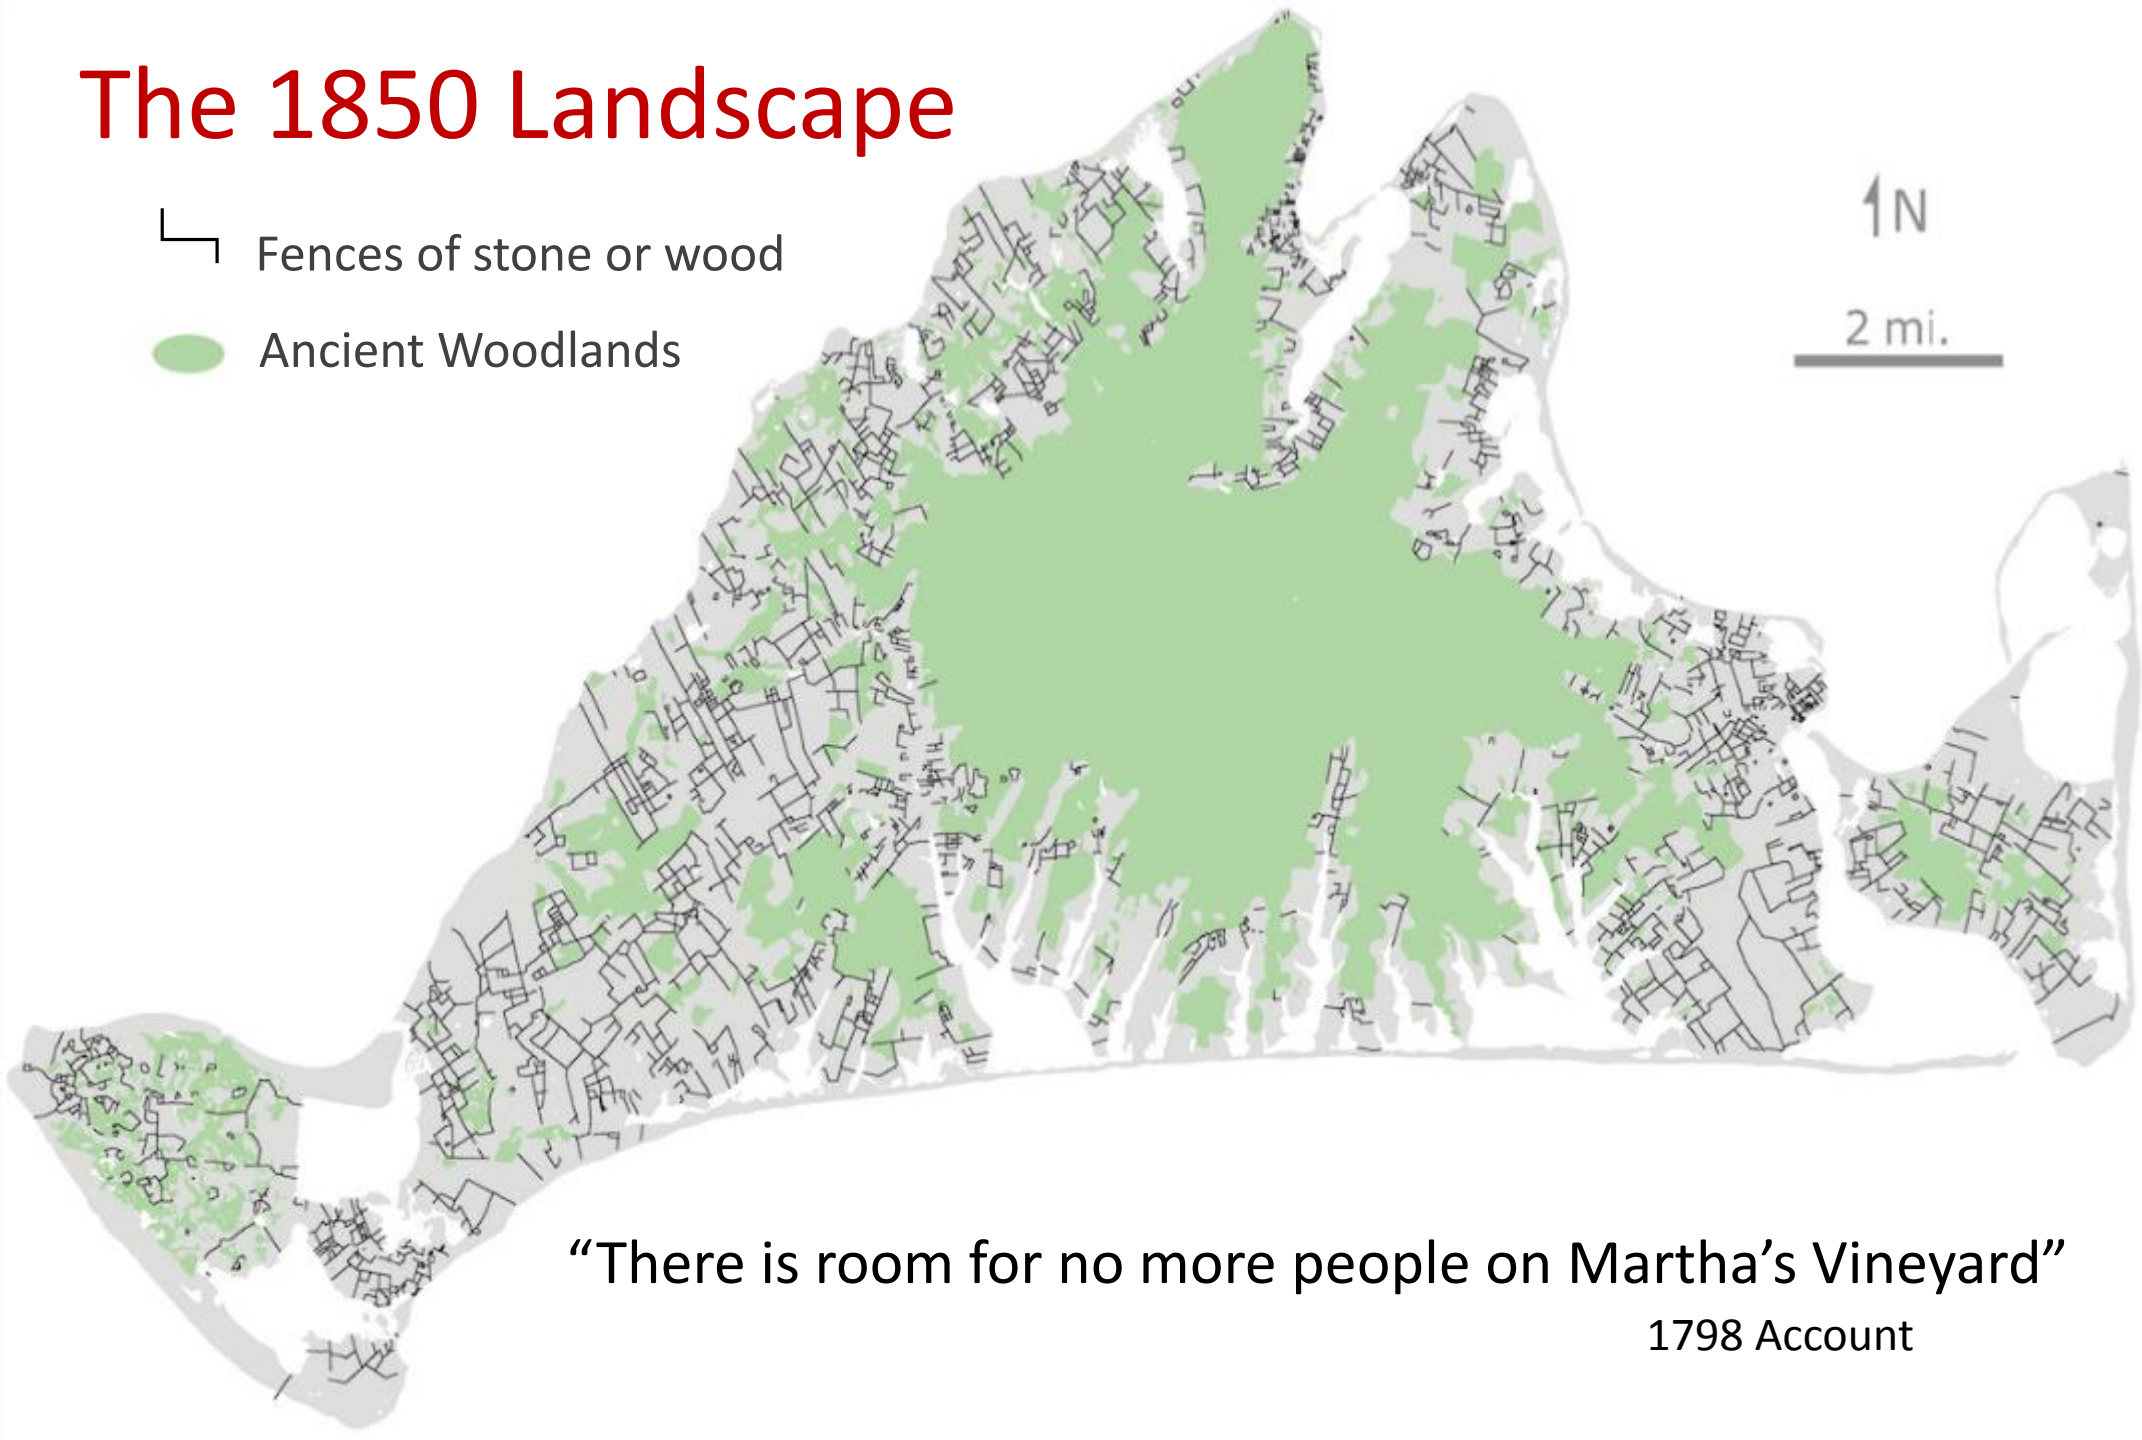 The 1850 Landscape
Fences of stone or wood
Ancient Woodlands
N
2 mi.
“There is room for no more people on Martha’s Vineyard”
1798 Account